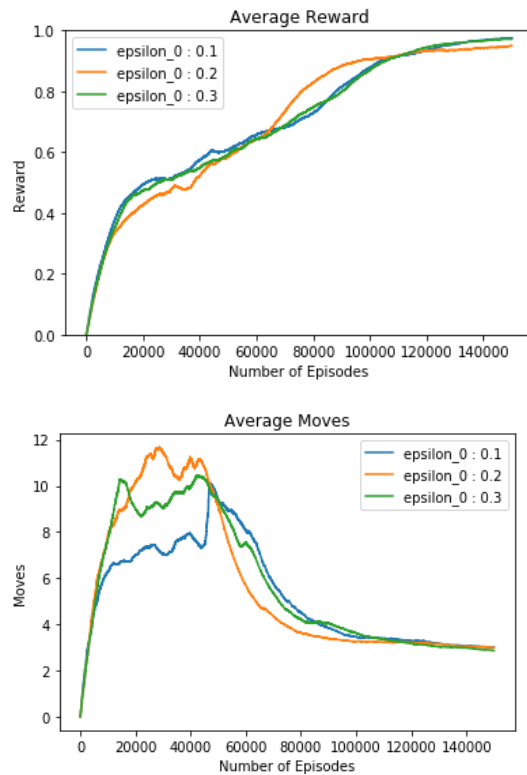 Average Reward
1.0
0.8
0.6
0.4
0.2
0.0
Reward
epsilon_0 : 0.1
epsilon_0 : 0.2
epsilon_0 : 0.3
0 20000 40000 60000 80000 100000 120000 140000
Number of Episodes
Average Moves
12
10
8
6
4
2
0
Moves
epsilon_0 : 0.1
epsilon_0 : 0.2
epsilon_0 : 0.3
0 20000 40000 60000 80000 100000 120000 140000
Number of Episodes